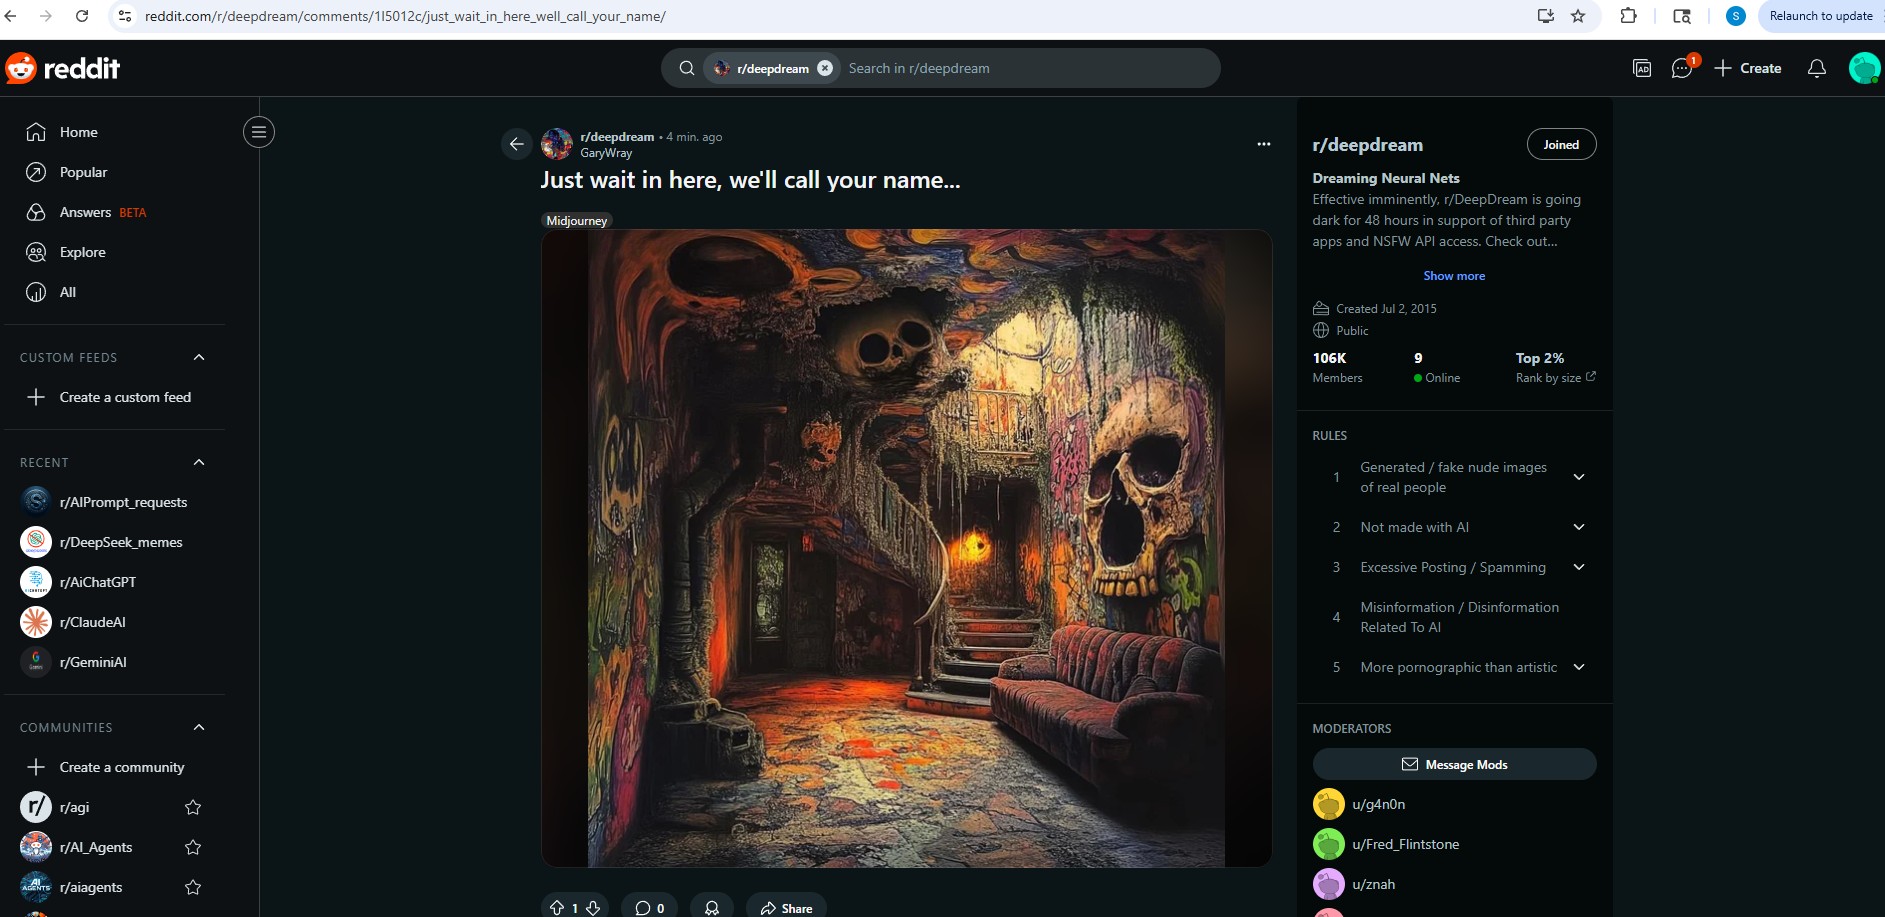 reddit.com/r/deepdream/comments/1l5012c/just_wait_in_here_well_call_your_name/
S
Relaunch to update
reddit
r/deepdream
Search in r/deepdream
AD
1
Create
Home
Popular
Answers BETA
Explore
All
CUSTOM FEEDS
Create a custom feed
RECENT
r/AIPrompt_requests
r/DeepSeek_memes
r/AiChatGPT
r/ClaudeAI
r/GeminiAI
COMMUNITIES
Create a community
r/ r/agi
r/AI_Agents
AI AGENTS r/aiagents
r/deepdream • 4 min. ago
GaryWray
Just wait in here, we'll call your name...
Midjourney
1
0
Share
r/deepdream
Joined
Dreaming Neural Nets
Effective imminently, r/DeepDream is going
dark for 48 hours in support of third party
apps and NSFW API access. Check out...
Show more
Created Jul 2, 2015
Public
106K
9
Top 2%
Members
Online
Rank by size
RULES
1 Generated / fake nude images
of real people
2 Not made with AI
3 Excessive Posting / Spamming
4 Misinformation / Disinformation
Related To AI
5 More pornographic than artistic
MODERATORS
Message Mods
u/g4n0n
u/Fred_Flintstone
u/znah